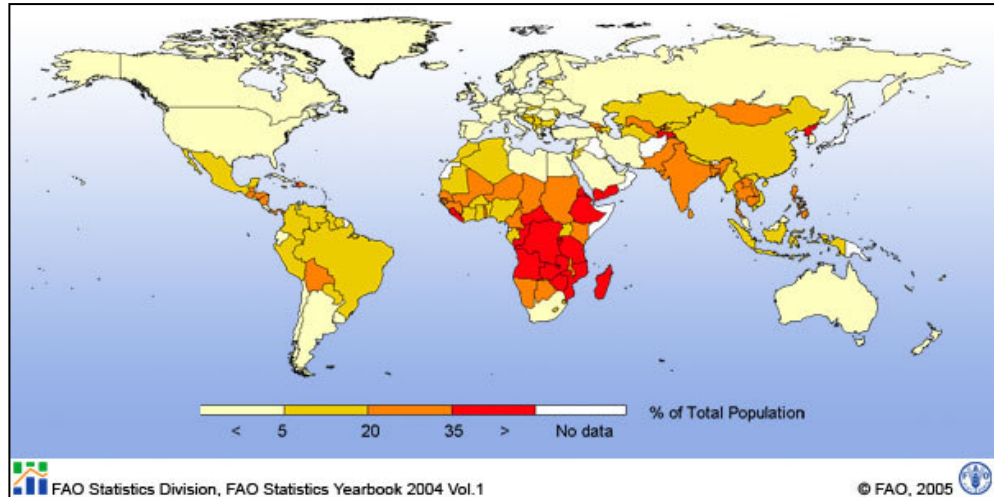 % of Total Population
< 5 20 35 > No data
FAO Statistics Division, FAO Statistics Yearbook 2004 Vol.1
© FAO, 2005